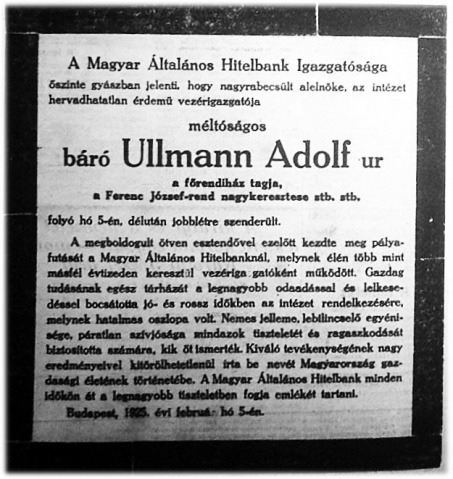 A Magyar Általános Hitelbank Igazgatósága
őszinte gyászban jelenti, hogy nagyrabecsült alelnöke, az intézet
hervadhatatlan érdemű vezérigazgatója
méltóságos
báró Ullmann Adolf ur
a főrendiház tagja,
a Ferenc József-rend nagykeresztese stb. stb.
folyó hó 5-én, délután jobblétre szenderült.
A megboldogult ötven esztendővel ezelőtt kezdte meg pálya-
futását a Magyar Általános Hitelbanknál, melynek élén több mint
másfél évtizeden keresztül vezérigazgatóként működött. Gazdag
tudásának egész tárházát a legnagyobb odaadással és lelkese-
déssel bocsátotta jó- és rossz időkben az intézet rendelkezésére,
melynek hatalmas oszlopa volt. Nemes jelleme, lebilincselő egyéni-
sége, páratlan szívjósága mindazok tiszteletét és ragaszkodását
biztosította számára, kik őt ismerték. Kiváló tevékenységének nagy
eredményeivel kitörölhetetlenül írta be nevét Magyarország gaz-
dasági életének történetébe. A Magyar Általános Hitelbank minden
időkön át a legnagyobb tiszteletben fogja emlékét tartani.
Budapest, 1925. évi február hó 5-én.